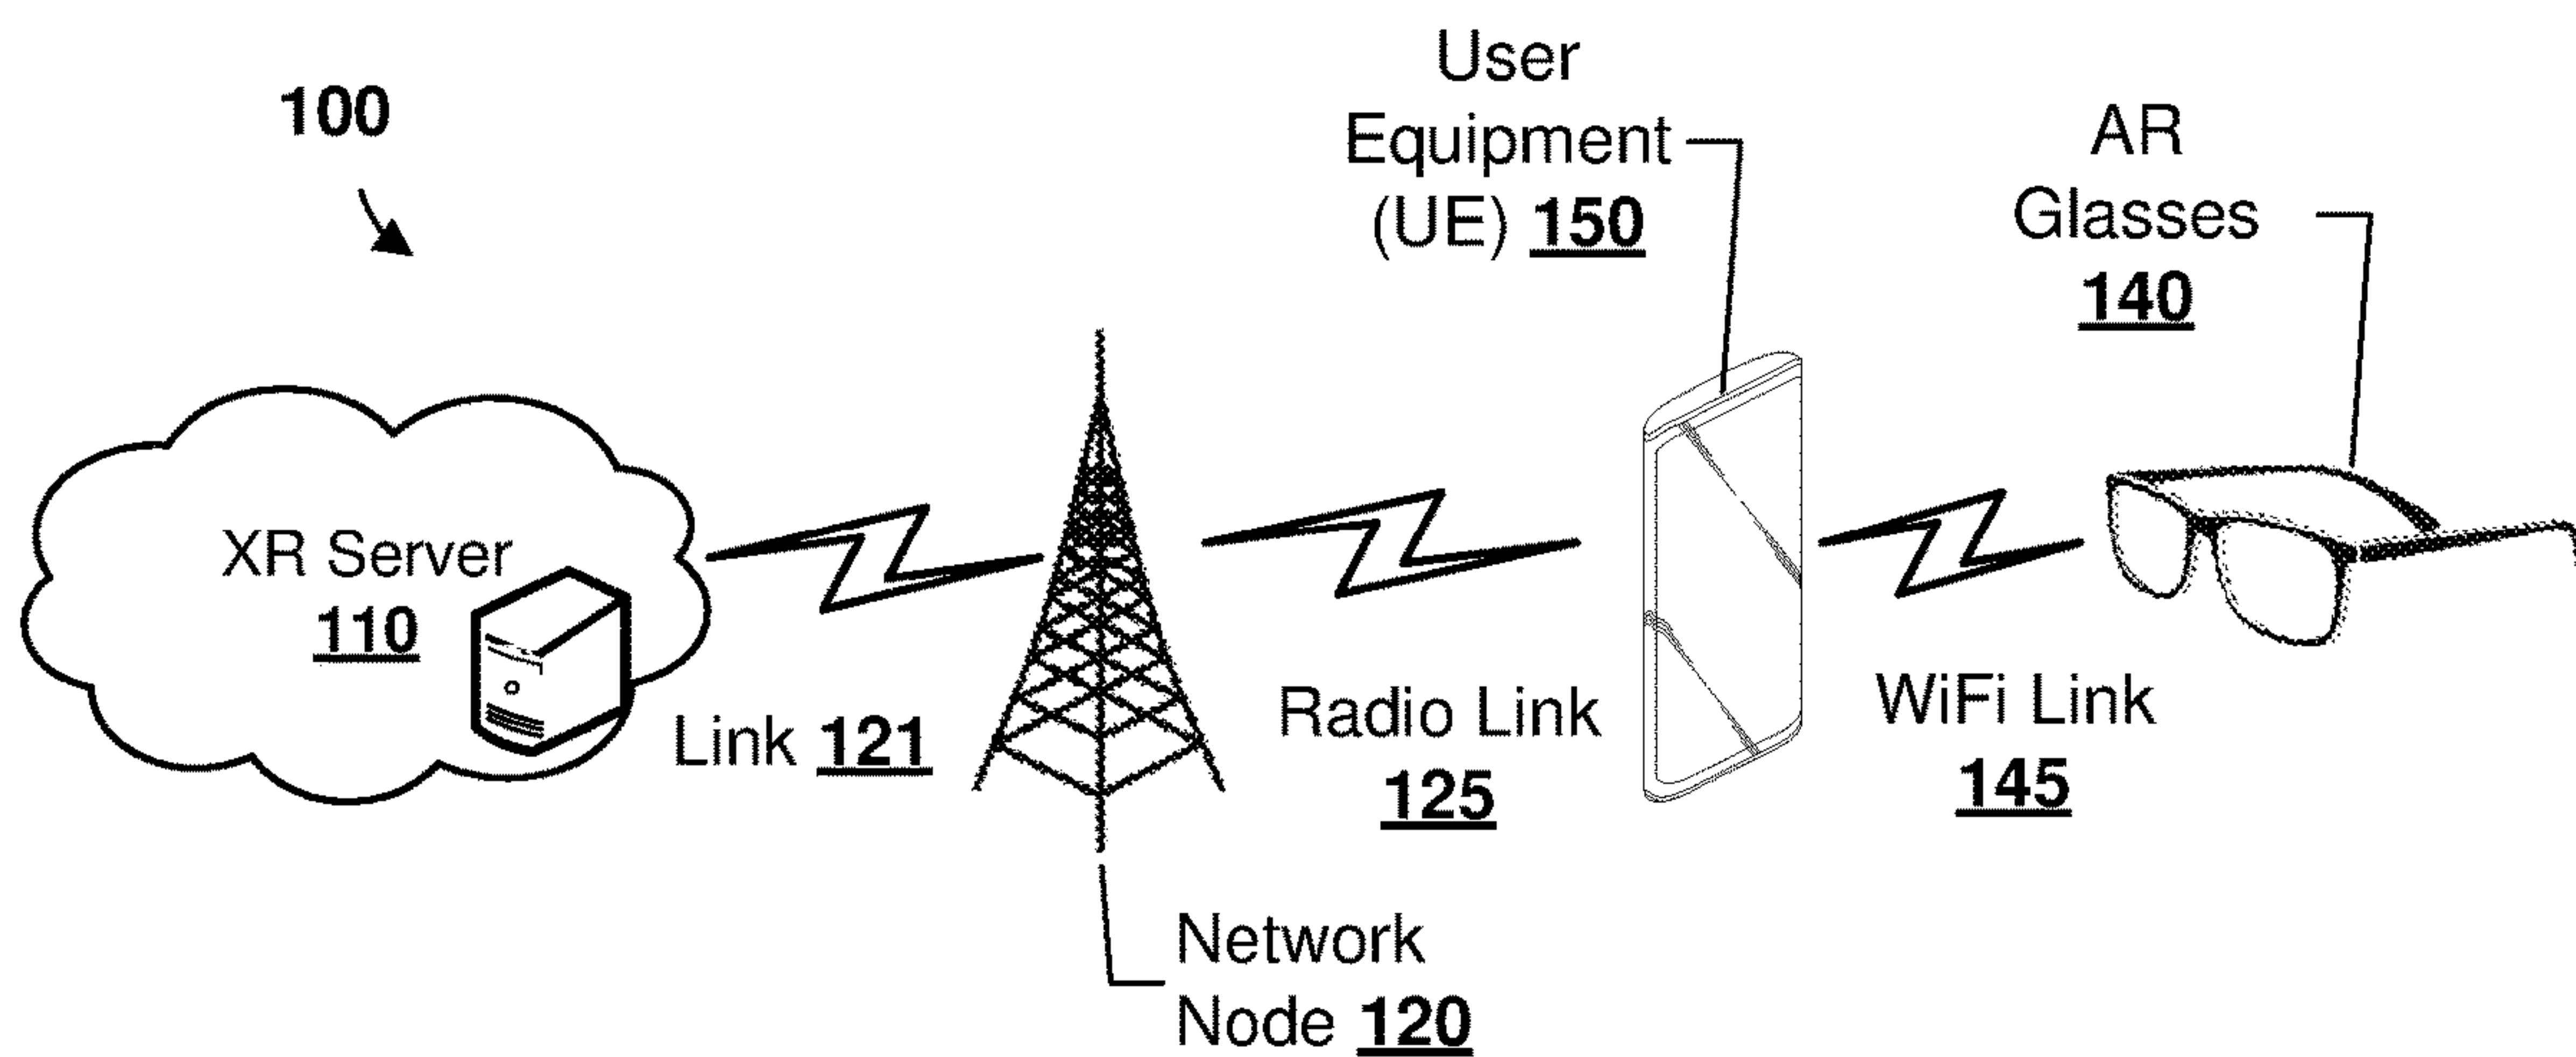 100
User
Equipment
(UE) 150
AR
Glasses
140
XR Server
110
Link 121
Radio Link
125
WiFi Link
145
Network
Node 120